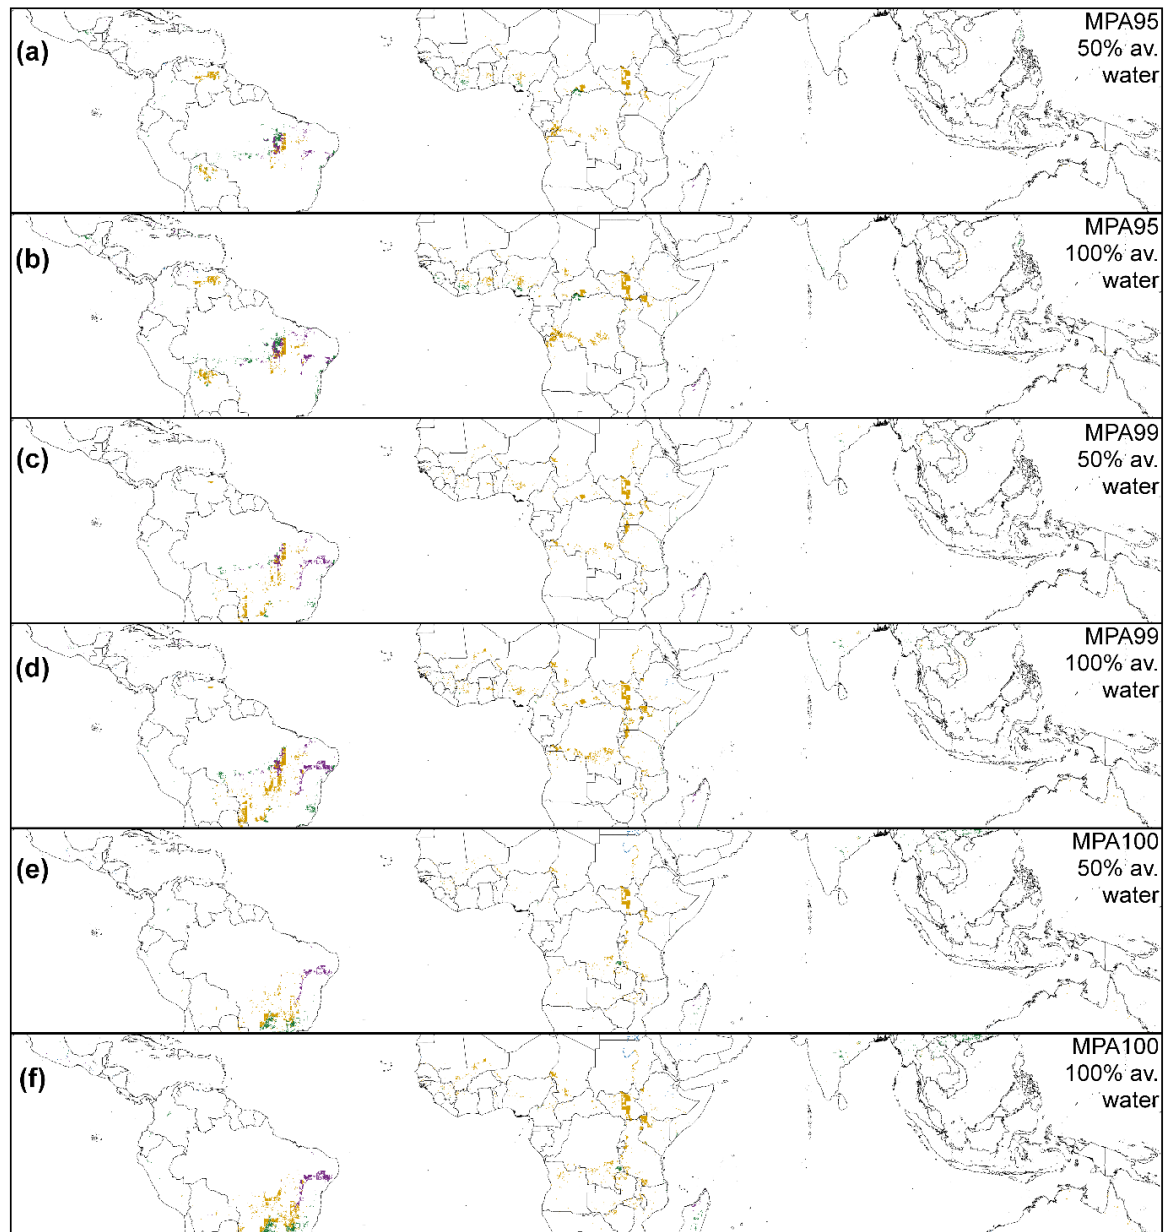 (a)
MPA95
50% av.
water
(b)
MPA95
100% av.
water
(c)
MPA99
50% av.
water
(d)
MPA99
100% av.
water
(e)
MPA100
50% av.
water
(f)
MPA100
100% av.
water